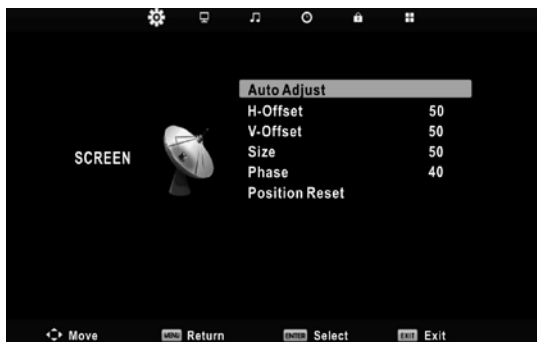 Auto Adjust
H-Offset 50
V-Offset 50
SCREEN
Size 50
Phase 40
Position Reset
Move MENU Return ENTER Select EXIT Exit